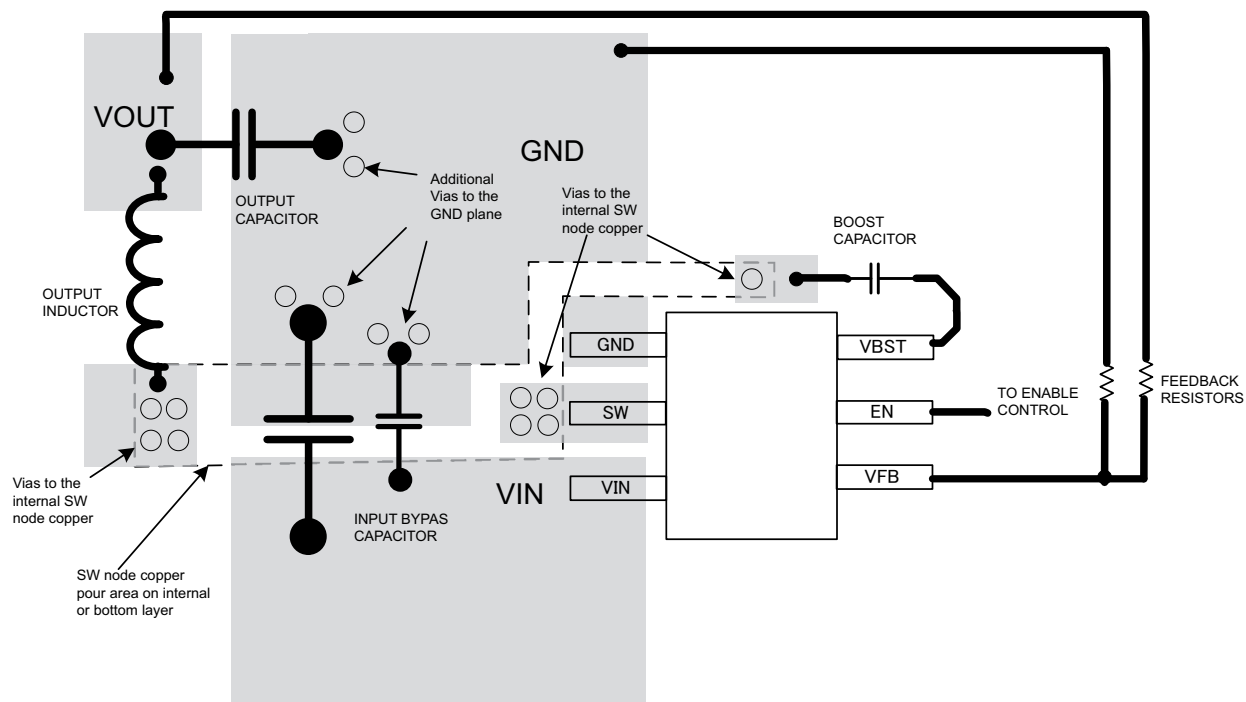 VOUT
GND
OUTPUT
CAPACITOR
Additional
Vias to the
GND plane
Vias to the
internal SW
node copper
BOOST
CAPACITOR
OUTPUT
INDUCTOR
GND
VBST
SW
EN
TO ENABLE
CONTROL
FEEDBACK
RESISTORS
VIN
VIN
VFB
Vias to the
internal SW
node copper
INPUT BYPAS
CAPACITOR
SW node copper
pour area on internal
or bottom layer